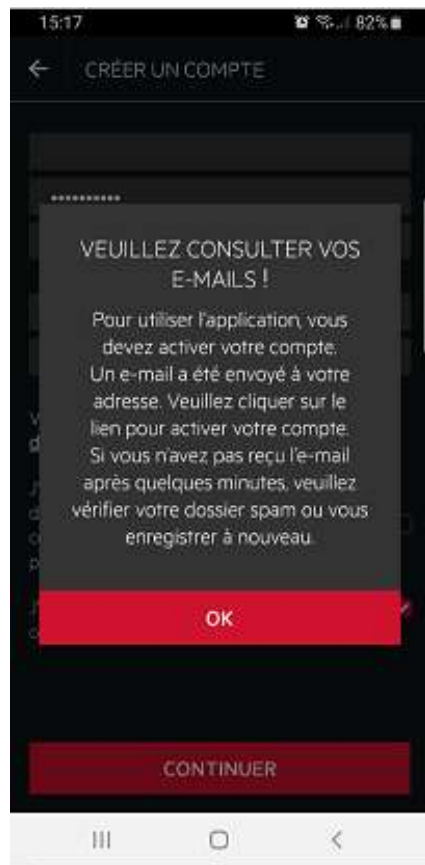 15:17
82%
CRÉER UN COMPTE
••••••••••
VEUILLEZ CONSULTER VOS
E-MAILS !
Pour utiliser l'application, vous
devez activer votre compte.
Un e-mail a été envoyé à votre
adresse. Veuillez cliquer sur le
lien pour activer votre compte.
Si vous n'avez pas reçu l'e-mail
après quelques minutes, veuillez
vérifier votre dossier spam ou vous
enregistrer à nouveau.
OK
CONTINUER